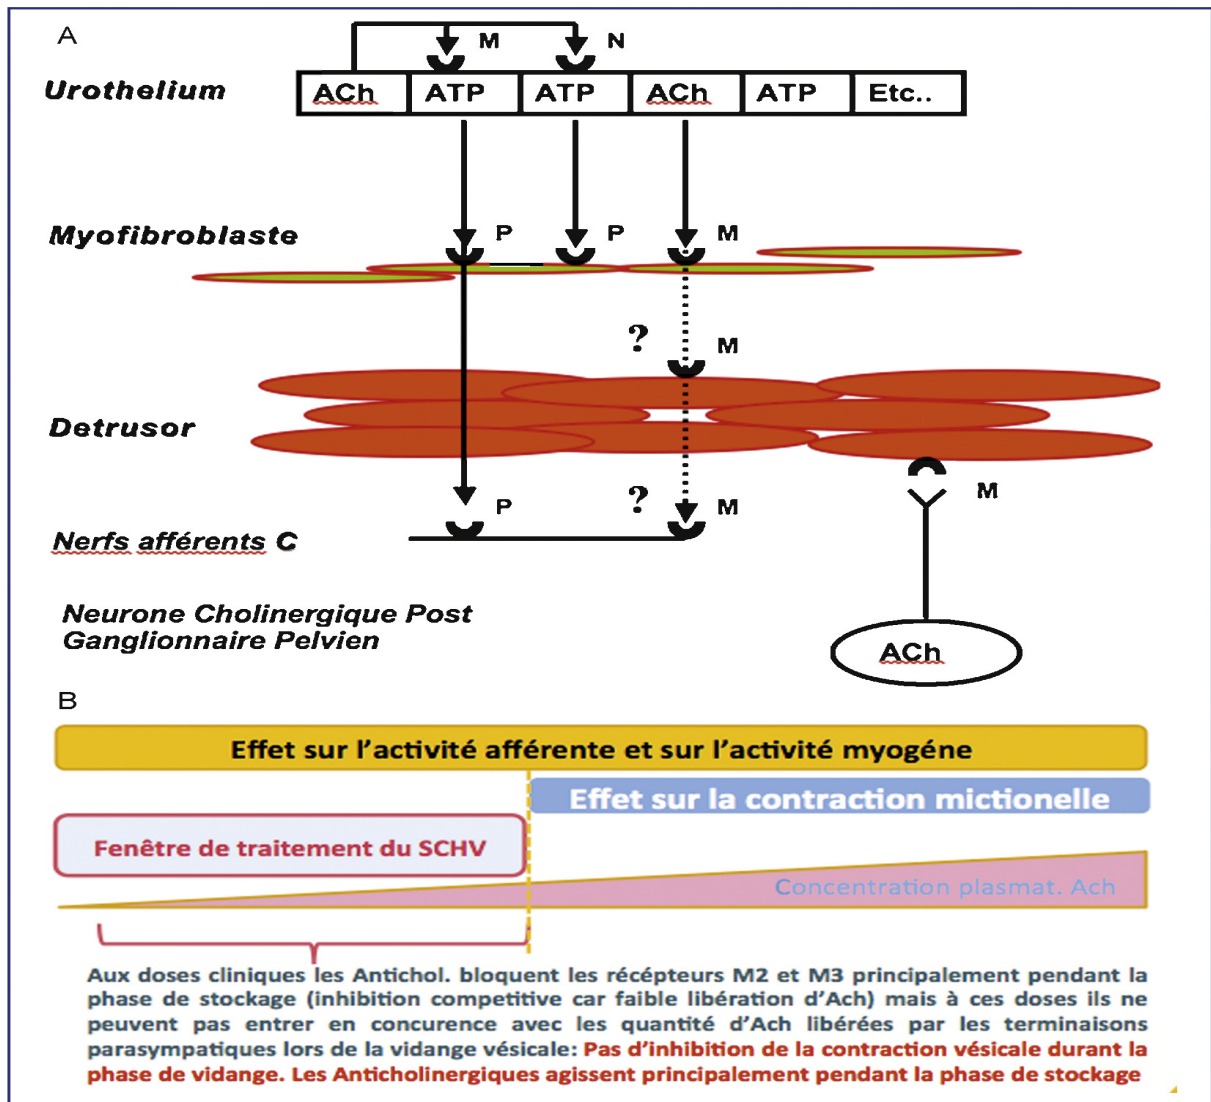 A
M N
Urothelium ACh ATP ATP ACh ATP Etc..
Myofibroblaste P P M
? M
Detrusor
P ? M M
Nerfs afférents C
Neurone Cholinergique Post
Ganglionnaire Pelvien
ACh
B
Effet sur l'activité afférente et sur l'activité myogéne
Effet sur la contraction mictionelle
Fenêtre de traitement du SCHV
Concentration plasmat. Ach
Aux doses cliniques les Antichol. bloquent les récépteurs M2 et M3 principalement pendant la
phase de stockage (inhibition competitive car faible libération d'Ach) mais à ces doses ils ne
peuvent pas entrer en concurence avec les quantité d'Ach libérées par les terminaisons
parasympatiques lors de la vidange vésicale: Pas d'inhibition de la contraction vésicale durant la
phase de vidange. Les Anticholinergiques agissent principalement pendant la phase de stockage